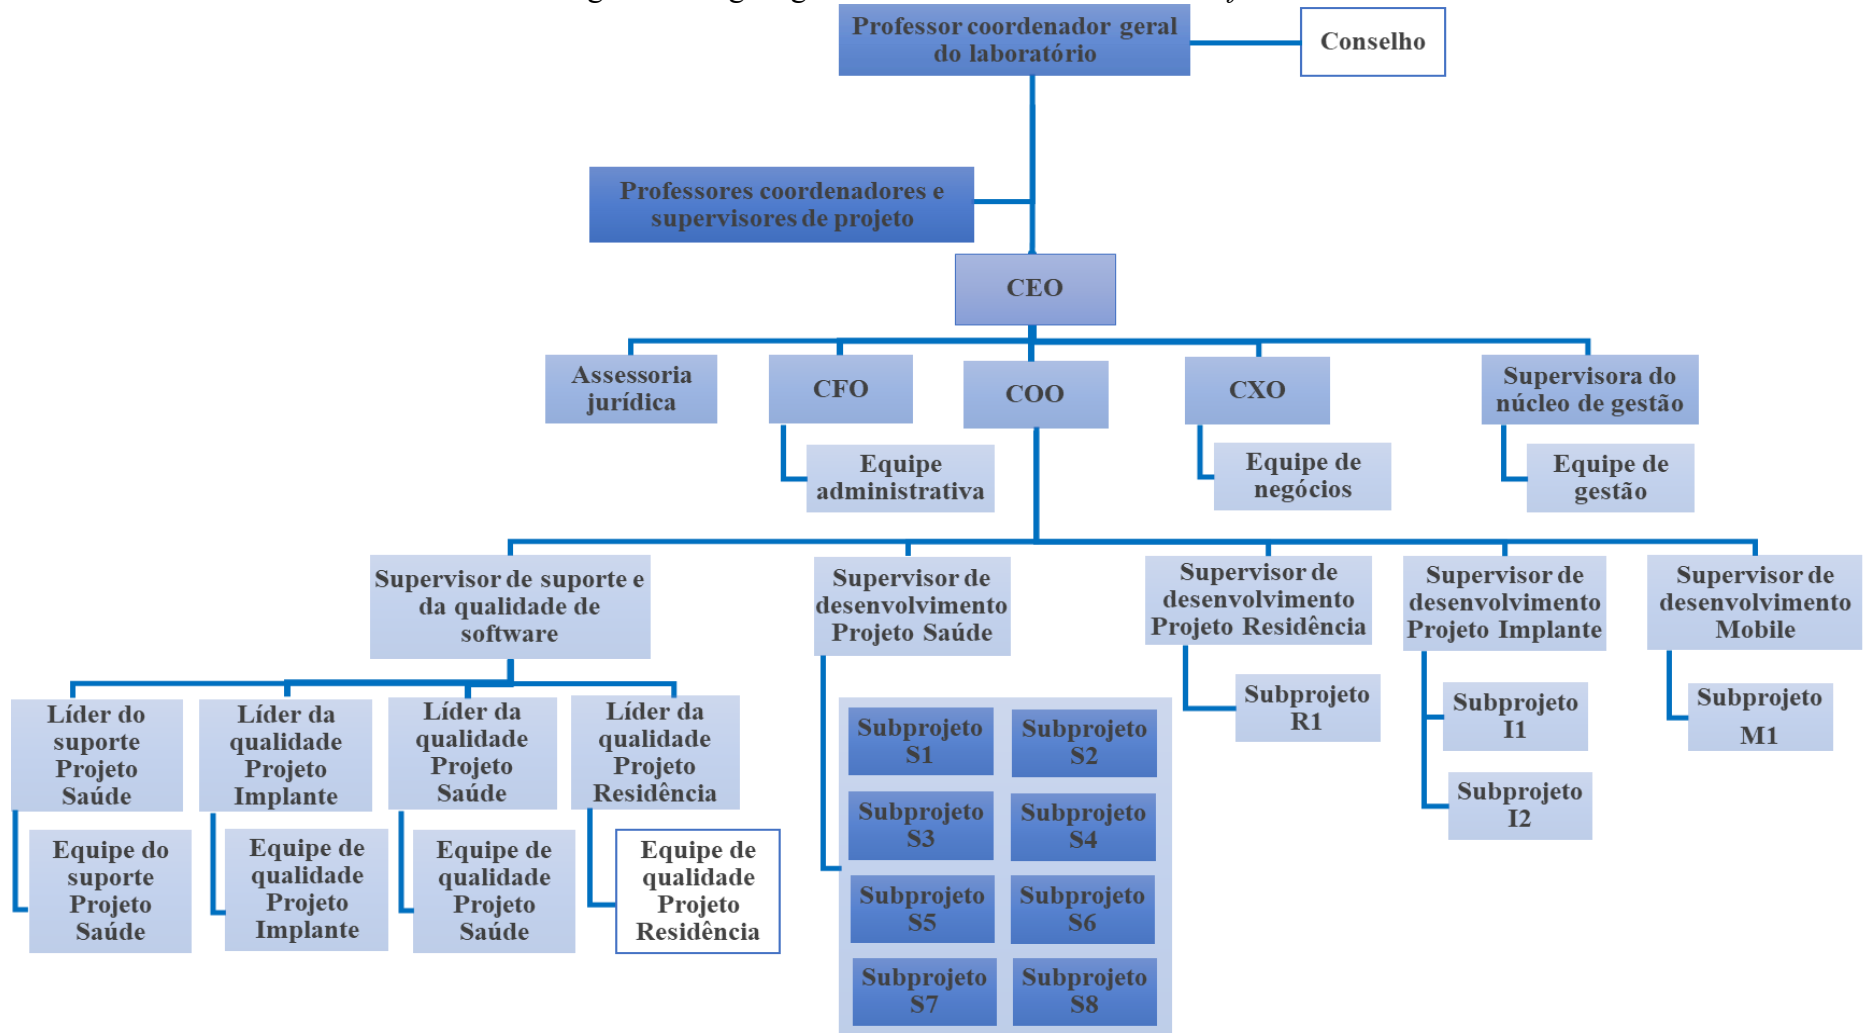 Professor coordenador geral
do laboratório
Conselho
Professores coordenadores e
supervisores de projeto
CEO
Assessoria
jurídica
CFO
COO
CXO
Supervisora do
núcleo de gestão
Equipe
administrativa
Equipe de
negócios
Equipe de
gestão
Supervisor de suporte e
da qualidade de
software
Supervisor de
desenvolvimento
Projeto Saúde
Supervisor de
desenvolvimento
Projeto Residência
Supervisor de
desenvolvimento
Projeto Implante
Supervisor de
desenvolvimento
Mobile
Líder do
suporte
Projeto
Saúde
Líder da
qualidade
Projeto
Implante
Líder da
qualidade
Projeto
Saúde
Líder da
qualidade
Projeto
Residência
Equipe do
suporte
Projeto
Saúde
Equipe de
qualidade
Projeto
Implante
Equipe de
qualidade
Projeto
Saúde
Equipe de
qualidade
Projeto
Residência
Subprojeto
S1
Subprojeto
S2
Subprojeto
S3
Subprojeto
S4
Subprojeto
S5
Subprojeto
S6
Subprojeto
S7
Subprojeto
S8
Subprojeto
R1
Subprojeto
I1
Subprojeto
I2
Subprojeto
M1